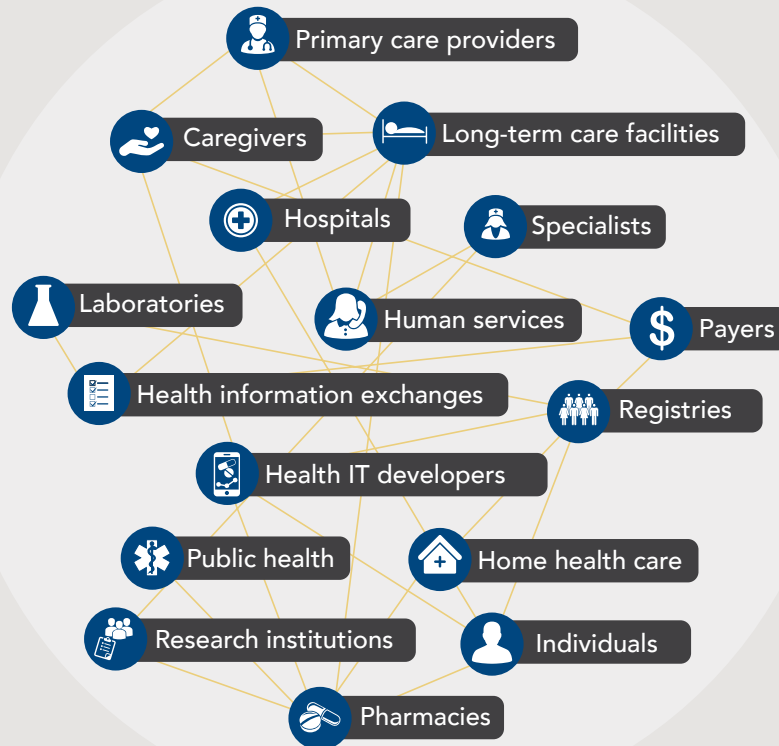 Primary care providers
Caregivers
Long-term care facilities
Hospitals
Specialists
Laboratories
Human services
Payers
Health information exchanges
Registries
Health IT developers
Public health
Home health care
Research institutions
Individuals
Pharmacies